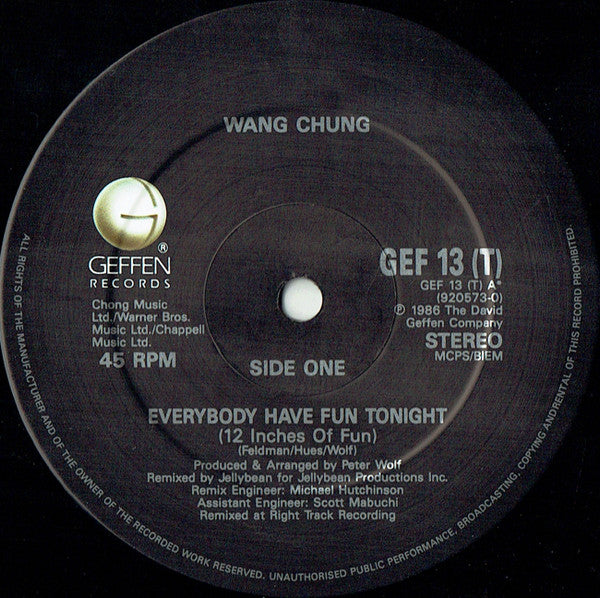 WANG CHUNG
G
®
GEFFEN
RECORDS
Chong Music
Ltd./Warner Bros.
Music Ltd./Chappell
Music Ltd.
45 RPM
GEF 13 (T)
GEF 13 (T) A
(920573-0)
℗ 1986 The David
Geffen Company
STEREO
MCPS/BIEM
SIDE ONE
EVERYBODY HAVE FUN TONIGHT
(12 Inches Of Fun)
(Feldman/Hues/Wolf)
Produced & Arranged by Peter Wolf
Remixed by Jellybean for Jellybean Productions Inc.
Remix Engineer: Michael Hutchinson
Assistant Engineer: Scott Mabuchi
Remixed at Right Track Recording
ALL RIGHTS OF THE MANUFACTURER AND OF THE OWNER OF THE RECORDED WORK RESERVED. UNAUTHORISED PUBLIC PERFORMANCE, BROADCASTING, COPYING AND RENTAL OF THIS RECORD PROHIBITED.